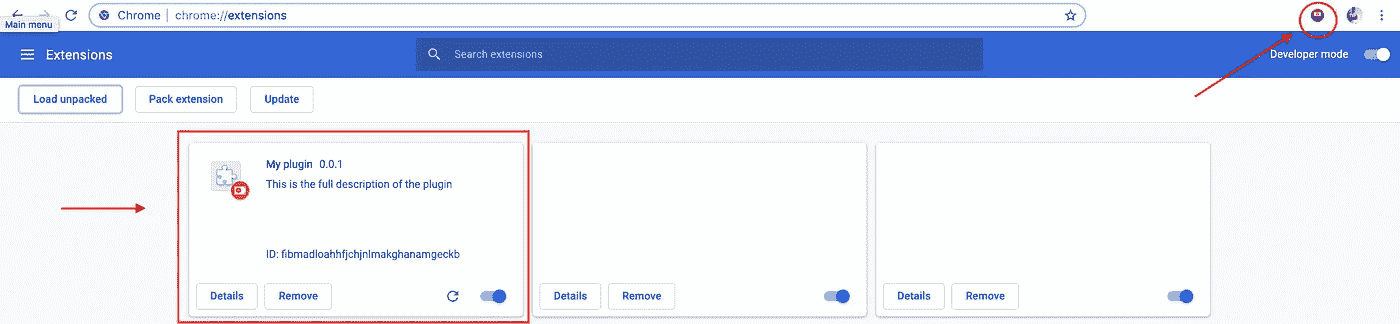 Chrome | chrome://extensions
Main menu
Extensions
Search extensions
Developer mode
Load unpacked
Pack extension
Update
My plugin 0.0.1
This is the full description of the plugin
ID: fibmadloahhfjchjnlmakghanamgeckb
Details Remove
Details Remove
Details Remove